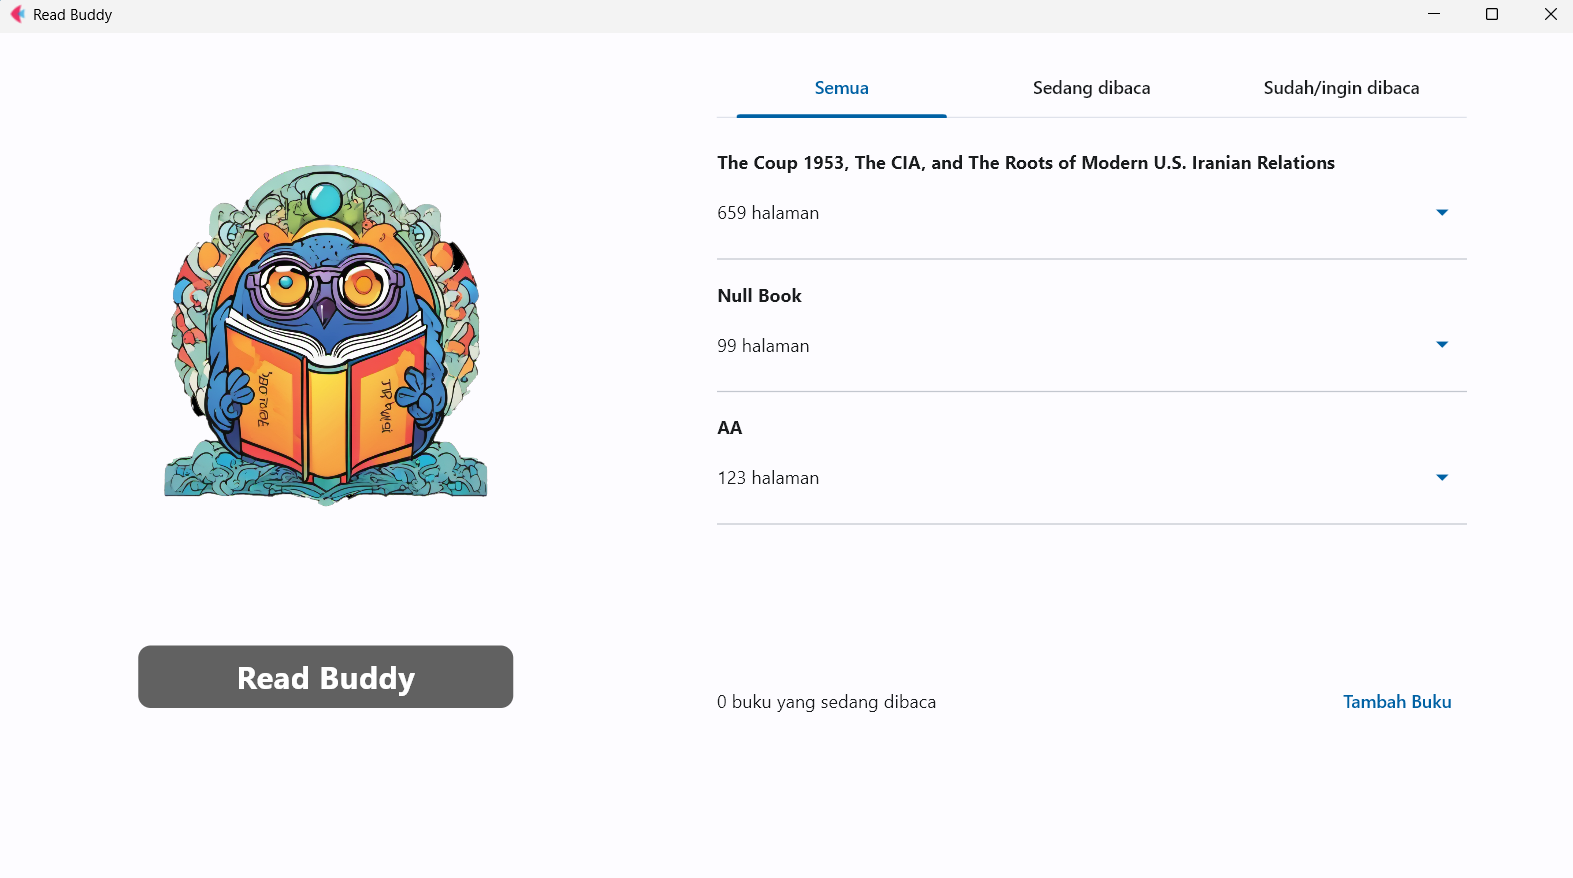 Read Buddy
Semua
Sedang dibaca
Sudah/ingin dibaca
The Coup 1953, The CIA, and The Roots of Modern U.S. Iranian Relations
659 halaman
Null Book
99 halaman
AA
123 halaman
Read Buddy
0 buku yang sedang dibaca
Tambah Buku